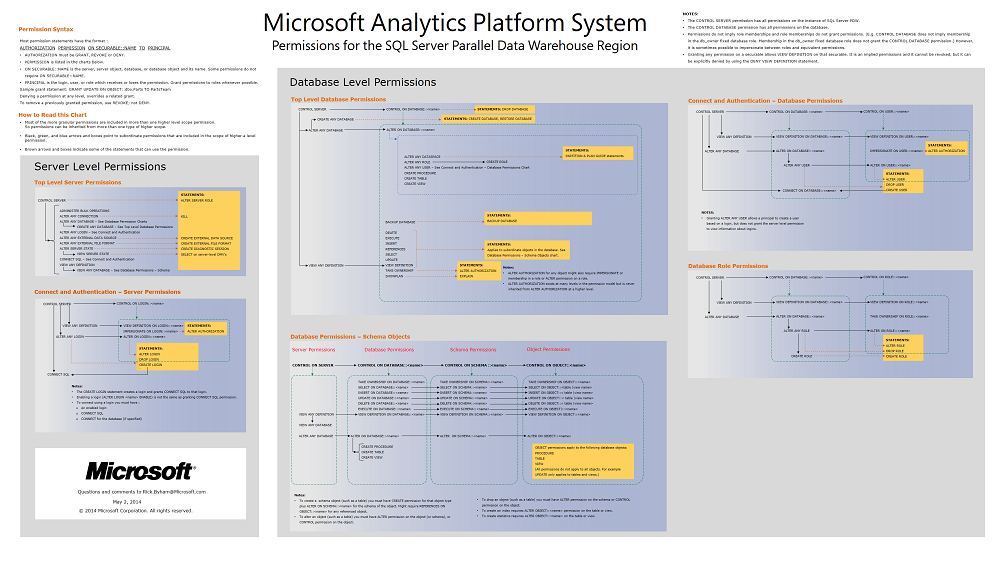 Microsoft Analytics Platform System
Permissions for the SQL Server Parallel Data Warehouse Region
Permission Syntax
Most permission statements have the format :
AUTHORIZATION PERMISSION ON SECURABLE::NAME TO PRINCIPAL
• AUTHORIZATION must be GRANT, REVOKE or DENY.
• PERMISSION is listed in the charts below.
• ON SECURABLE::NAME is the server, server object, database, or database object and its name. Some permissions do not
require ON SECURABLE::NAME.
• PRINCIPAL is the login, user, or role which receives or loses the permission. Grant permissions to roles whenever possible.
Sample grant statement: GRANT UPDATE ON OBJECT::dbo.Parts TO PartsTeam
Denying a permission at any level, overrides a related grant.
To remove a previously granted permission, use REVOKE; not DENY.
How to Read this Chart
• Most of the more granular permissions are included in more than one higher level scope permission.
So permissions can be inherited from more than one type of higher scope.
• Black, green, and blue arrows and boxes point to subordinate permissions that are included in the scope of higher a level
permission.
• Brown arrows and boxes indicate some of the statements that can use the permission.
NOTES:
• The CONTROL SERVER permission has all permissions on the instance of SQL Server PDW.
• The CONTROL DATABASE permission has all permissions on the database.
• Permissions do not imply role memberships and role memberships do not grant permissions. (E.g. CONTROL DATABASE does not imply membership
in the db_owner fixed database role. Membership in the db_owner fixed database role does not grant the CONTROL DATABASE permission.) However,
it is sometimes possible to impersonate between roles and equivalent permissions.
• Granting any permission on a securable allows VIEW DEFINITION on that securable. It is an implied permissions and it cannot be revoked, but it can
be explicitly denied by using the DENY VIEW DEFINITION statement.
Server Level Permissions
Top Level Server Permissions
STATEMENTS:
CONTROL SERVER
ALTER SERVER ROLE
ADMINISTER BULK OPERATIONS
ALTER ANY CONNECTION
KILL
ALTER ANY DATABASE – See Database Permission Charts
CREATE ANY DATABASE – See Top Level Database Permissions
ALTER ANY LOGIN – See Connect and Authentication
ALTER ANY EXTERNAL DATA SOURCE
CREATE EXTERNAL DATA SOURCE
ALTER ANY EXTERNAL FILE FORMAT
CREATE EXTERNAL FILE FORMAT
ALTER SERVER STATE
CREATE DIAGNOSTIC SESSION
VIEW SERVER STATE
SELECT on server-level DMV's
CONNECT SQL – See Connect and Authentication
VIEW ANY DEFINITION
VIEW ANY DATABASE – See Database Permissions – Schema
Connect and Authentication – Server Permissions
CONTROL SERVER
CONTROL ON LOGIN::<name>
VIEW ANY DEFINITION
VIEW DEFINITION ON LOGIN::<name>
IMPERSONATE ON LOGIN::<name>
STATEMENTS:
ALTER AUTHORIZATION
ALTER ANY LOGIN
ALTER ON LOGIN::<name>
STATEMENTS:
ALTER LOGIN
DROP LOGIN
CREATE LOGIN
CONNECT SQL
Notes:
• The CREATE LOGIN statement creates a login and grants CONNECT SQL to that login.
• Enabling a login (ALTER LOGIN <name> ENABLE) is not the same as granting CONNECT SQL permission.
• To connect using a login you must have :
o An enabled login
o CONNECT SQL
o CONNECT for the database (if specified)
Microsoft®
Questions and comments to Rick.Byham@Microsoft.com
May 2, 2014
© 2014 Microsoft Corporation. All rights reserved.
Database Level Permissions
Top Level Database Permissions
CONTROL SERVER
CONTROL ON DATABASE::<name>
STATEMENTS: DROP DATABASE
CREATE ANY DATABASE
STATEMENTS: CREATE DATABASE, RESTORE DATABASE
ALTER ANY DATABASE
ALTER ON DATABASE::<name>
ALTER ANY DATASPACE
STATEMENTS:
PARTITION & PLAN GUIDE statements
ALTER ANY ROLE
CREATE ROLE
ALTER ANY USER – See Connect and Authentication – Database Permissions Chart
CREATE PROCEDURE
CREATE TABLE
CREATE VIEW
BACKUP DATABASE
STATEMENTS:
BACKUP DATABASE
DELETE
EXECUTE
INSERT
REFERENCES
SELECT
UPDATE
STATEMENTS:
Applies to subordinate objects in the database. See
Database Permissions – Schema Objects chart.
VIEW ANY DEFINITION
VIEW DEFINITION
TAKE OWNERSHIP
SHOWPLAN
STATEMENTS:
ALTER AUTHORIZATION
EXPLAIN
Notes:
• ALTER AUTHORIZATION for any object might also require IMPERSONATE or
membership in a role or ALTER permission on a role.
• ALTER AUTHORIZATION exists at many levels in the permission model but is never
inherited from ALTER AUTHORIZATION at a higher level.
Database Permissions – Schema Objects
Server Permissions
Database Permissions
Schema Permissions
Object Permissions
CONTROL ON SERVER
CONTROL ON DATABASE::<name>
CONTROL ON SCHEMA::<name>
CONTROL ON OBJECT::<name>
TAKE OWNERSHIP ON DATABASE::<name>
TAKE OWNERSHIP ON SCHEMA::<name>
TAKE OWNERSHIP ON OBJECT::<name>
SELECT ON DATABASE::<name>
SELECT ON SCHEMA::<name>
SELECT ON OBJECT::<table |view name>
INSERT ON DATABASE::<name>
INSERT ON SCHEMA::<name>
INSERT ON OBJECT::< table |view name>
UPDATE ON DATABASE::<name>
UPDATE ON SCHEMA::<name>
UPDATE ON OBJECT::< table |view name>
DELETE ON DATABASE::<name>
DELETE ON SCHEMA::<name>
DELETE ON OBJECT::< table |view name>
EXECUTE ON DATABASE::<name>
EXECUTE ON SCHEMA::<name>
EXECUTE ON OBJECT::<name>
VIEW ANY DEFINITION
VIEW DEFINITION ON DATABASE::<name>
VIEW DEFINITION ON SCHEMA::<name>
VIEW DEFINITION ON OBJECT::<name>
VIEW ANY DATABASE
ALTER ANY DATABASE
ALTER ON DATABASE::<name>
ALTER ON SCHEMA::<name>
ALTER ON OBJECT::<name>
CREATE PROCEDURE
CREATE TABLE
CREATE VIEW
OBJECT permissions apply to the following database objects:
PROCEDURE
TABLE
VIEW
(All permissions do not apply to all objects. For example
UPDATE only applies to tables and views.)
Notes:
• To create a schema object (such as a table) you must have CREATE permission for that object type
plus ALTER ON SCHEMA::<name> for the schema of the object. Might require REFERENCES ON
OBJECT::<name> for any referenced object.
• To alter an object (such as a table) you must have ALTER permission on the object (or schema), or
CONTROL permission on the object.
• To drop an object (such as a table) you must have ALTER permission on the schema or CONTROL
permission on the object.
• To create an index requires ALTER OBJECT::<name> permission on the table or view.
• To create statistics requires ALTER OBJECT::<name> on the table or view.
Connect and Authentication – Database Permissions
CONTROL SERVER
CONTROL ON DATABASE::<name>
VIEW ANY DEFINITION
VIEW DEFINITION ON DATABASE::<name>
VIEW DEFINITION ON USER::<name>
ALTER ANY DATABASE
ALTER ON DATABASE::<name>
IMPERSONATE ON USER::<name>
STATEMENTS:
ALTER AUTHORIZATION
ALTER ANY USER
ALTER ON USER::<name>
STATEMENTS:
ALTER USER
DROP USER
CREATE USER
CONNECT ON DATABASE::<name>
NOTES:
• Granting ALTER ANY USER allows a principal to create a user
based on a login, but does not grant the server level permission
to view information about logins.
Database Role Permissions
CONTROL SERVER
CONTROL ON DATABASE::<name>
VIEW ANY DEFINITION
VIEW DEFINITION ON DATABASE::<name>
VIEW DEFINITION ON ROLE::<name>
ALTER ANY DATABASE
ALTER ON DATABASE::<name>
TAKE OWNERSHIP ON ROLE::<name>
ALTER ANY ROLE
ALTER ON ROLE::<name>
CREATE ROLE
STATEMENTS:
ALTER ROLE
DROP ROLE
CREATE ROLE